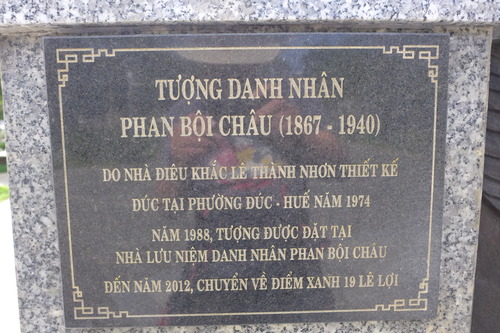 TƯỢNG DANH NHÂN
PHAN BỘI CHÂU (1867 - 1940)
DO NHÀ ĐIÊU KHẮC LÊ THÀNH NHƠN THIẾT KẾ
ĐÚC TẠI PHƯỜNG ĐÚC - HUẾ NĂM 1974
NĂM 1988, TƯỢNG ĐƯỢC ĐẶT TẠI
NHÀ LƯU NIỆM DANH NHÂN PHAN BỘI CHÂU
ĐẾN NĂM 2012, CHUYỂN VỀ ĐIỂM XANH 19 LÊ LỢI